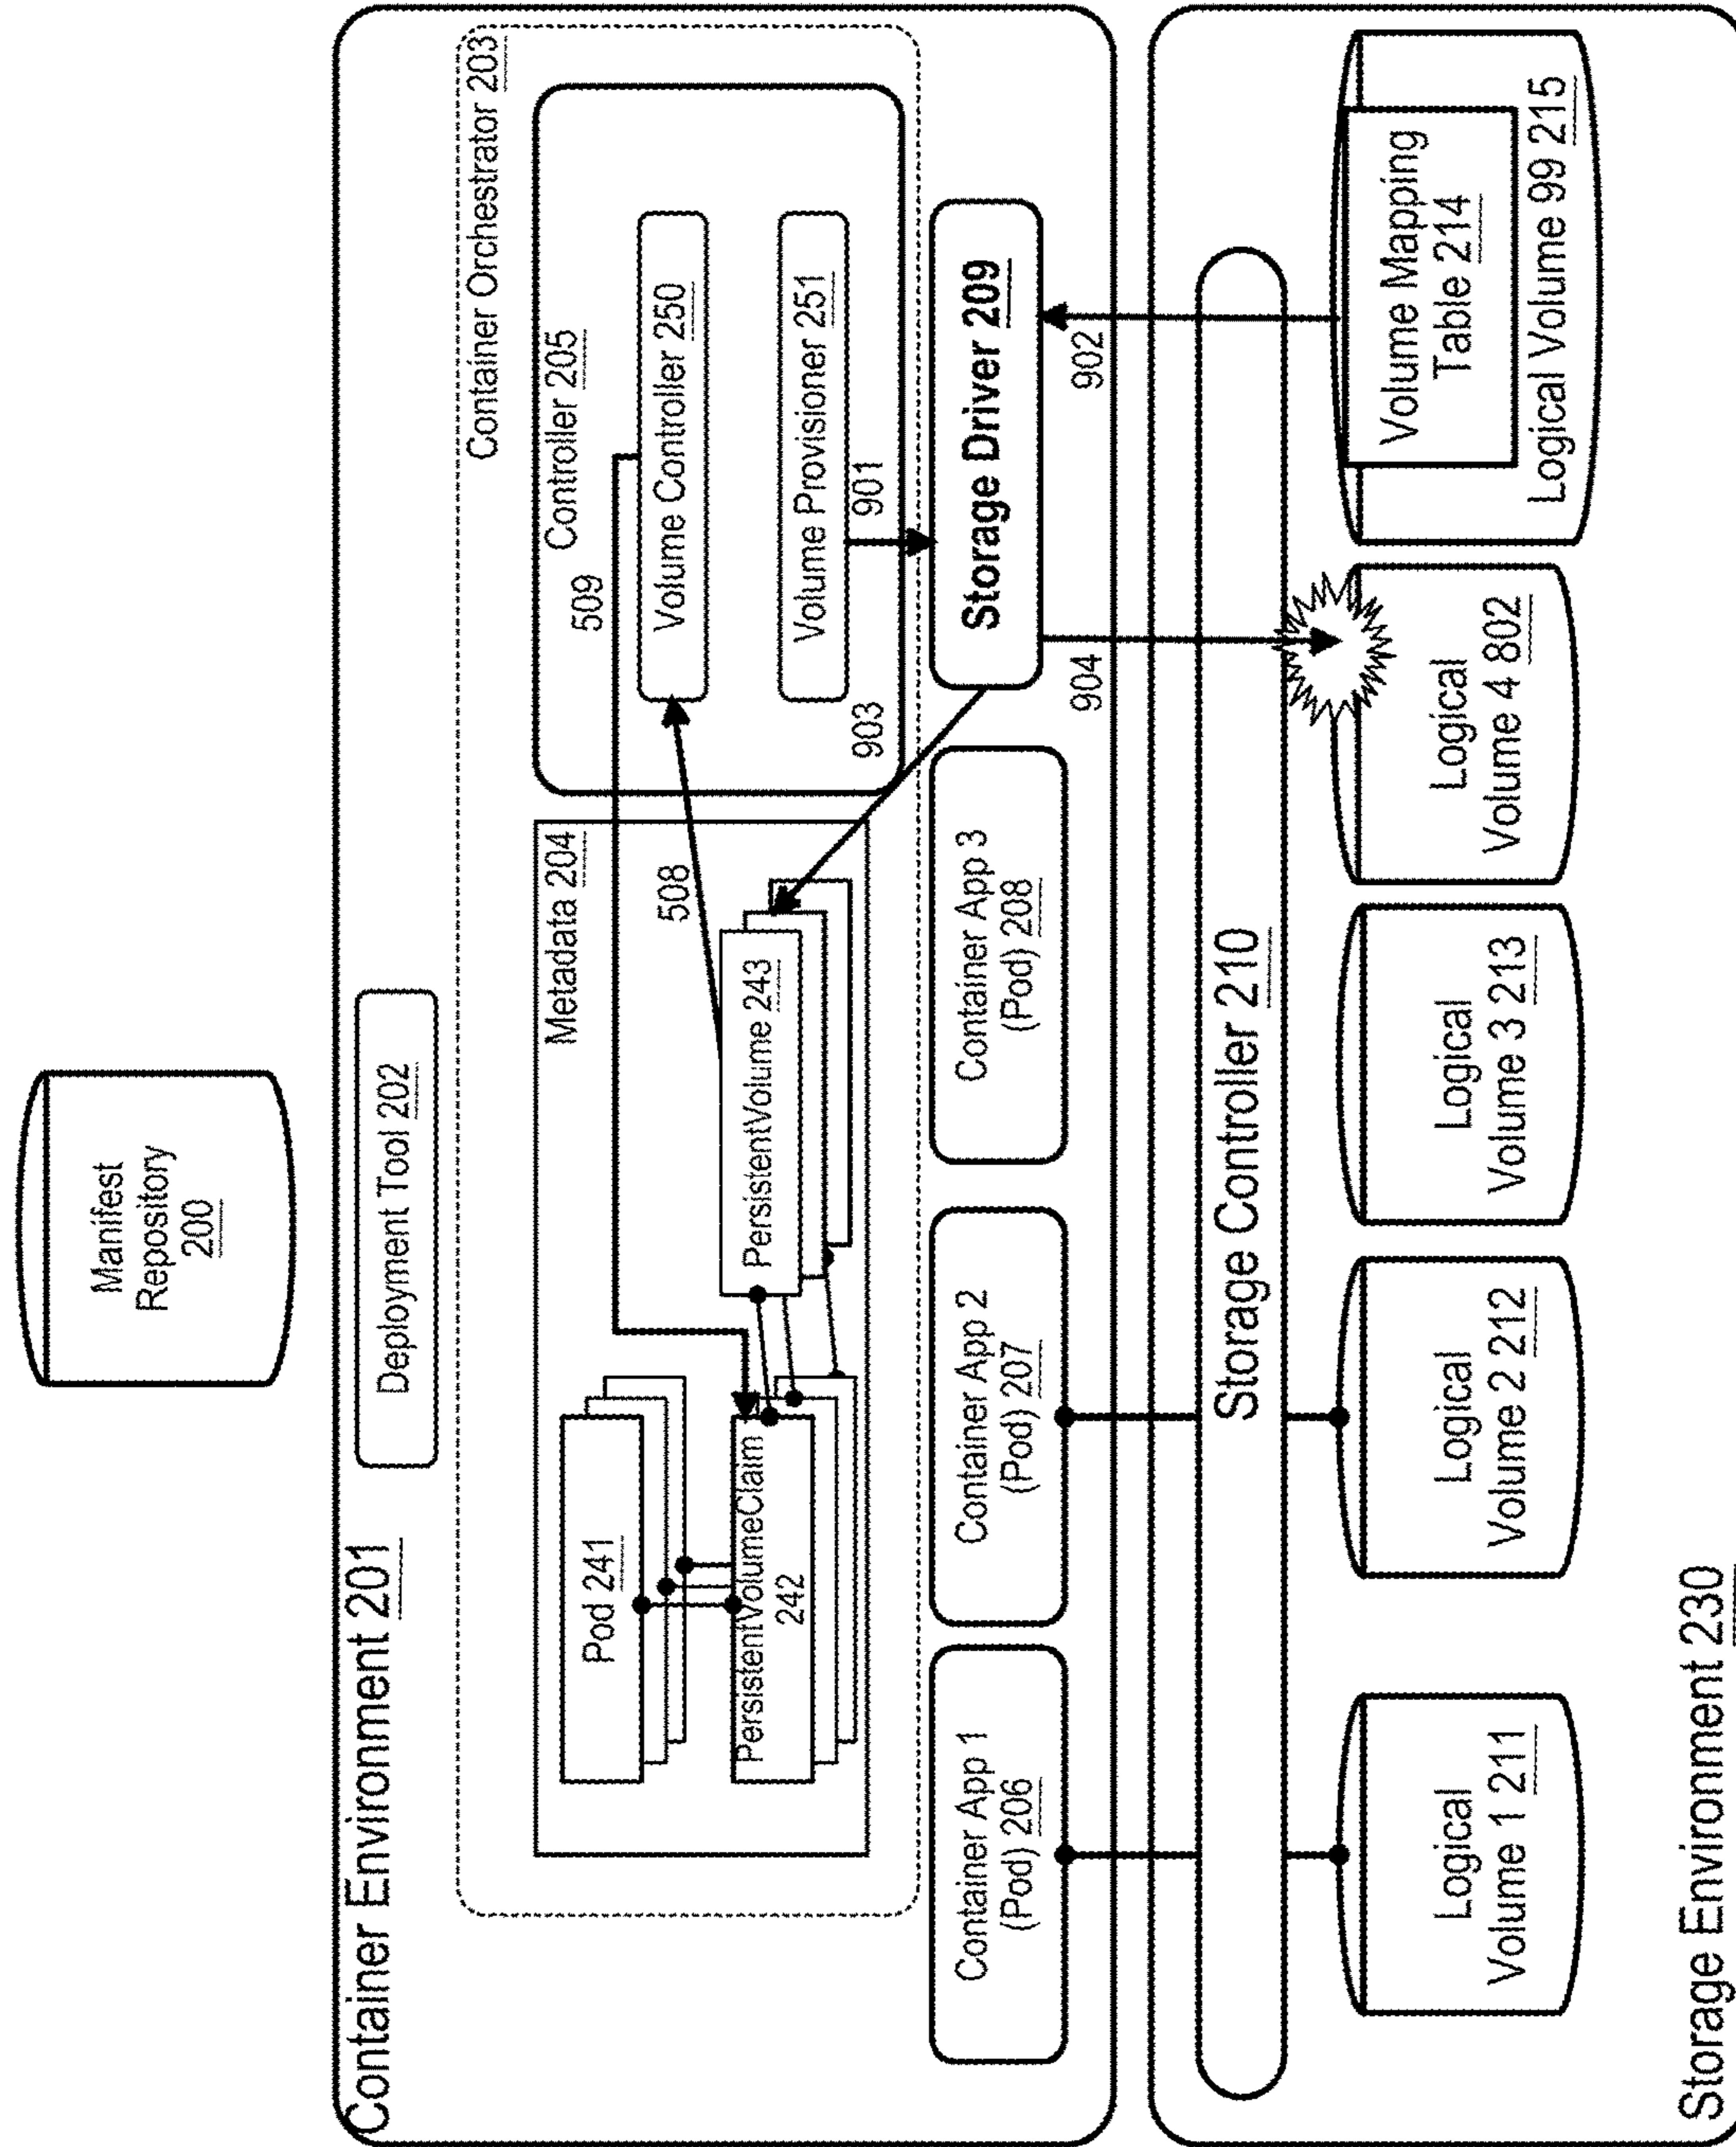 Manifest
Repository
200
Container Environment 201
Deployment Tool 202
Container Orchestrator 203
Metadata 204
Pod 241
PersistentVolumeClaim
242
PersistentVolume 243
508
509
Controller 205
Volume Controller 250
Volume Provisioner 251
901
903
Container App 1
(Pod) 206
Container App 2
(Pod) 207
Container App 3
(Pod) 208
Storage Driver 209
904
902
Storage Controller 210
Logical
Volume 1 211
Logical
Volume 2 212
Logical
Volume 3 213
Logical
Volume 4 802
Volume Mapping
Table 214
Logical Volume 99 215
Storage Environment 230